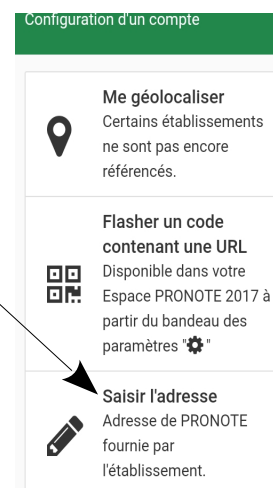 Configuration d'un compte
Me géolocaliser
Certains établissements
ne sont pas encore
référencés.
Flasher un code
contenant une URL
Disponible dans votre
Espace PRONOTE 2017 à
partir du bandeau des
paramètres " "
Saisir l'adresse
Adresse de PRONOTE
fournie par
l'établissement.